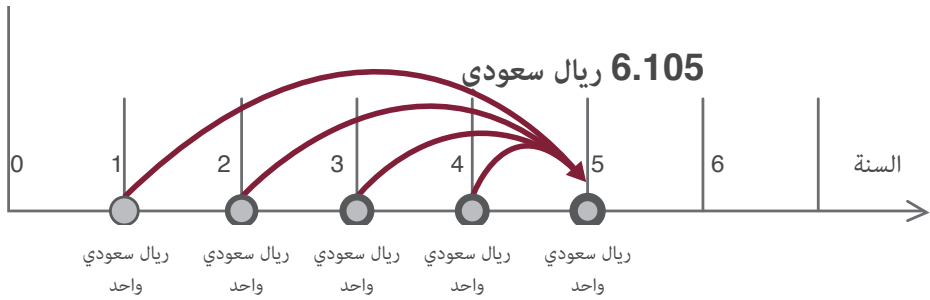 6.105 ريال سعودي
0 1 2 3 4 5 6 السنة
ريال سعودي واحد
ريال سعودي واحد
ريال سعودي واحد
ريال سعودي واحد
ريال سعودي واحد